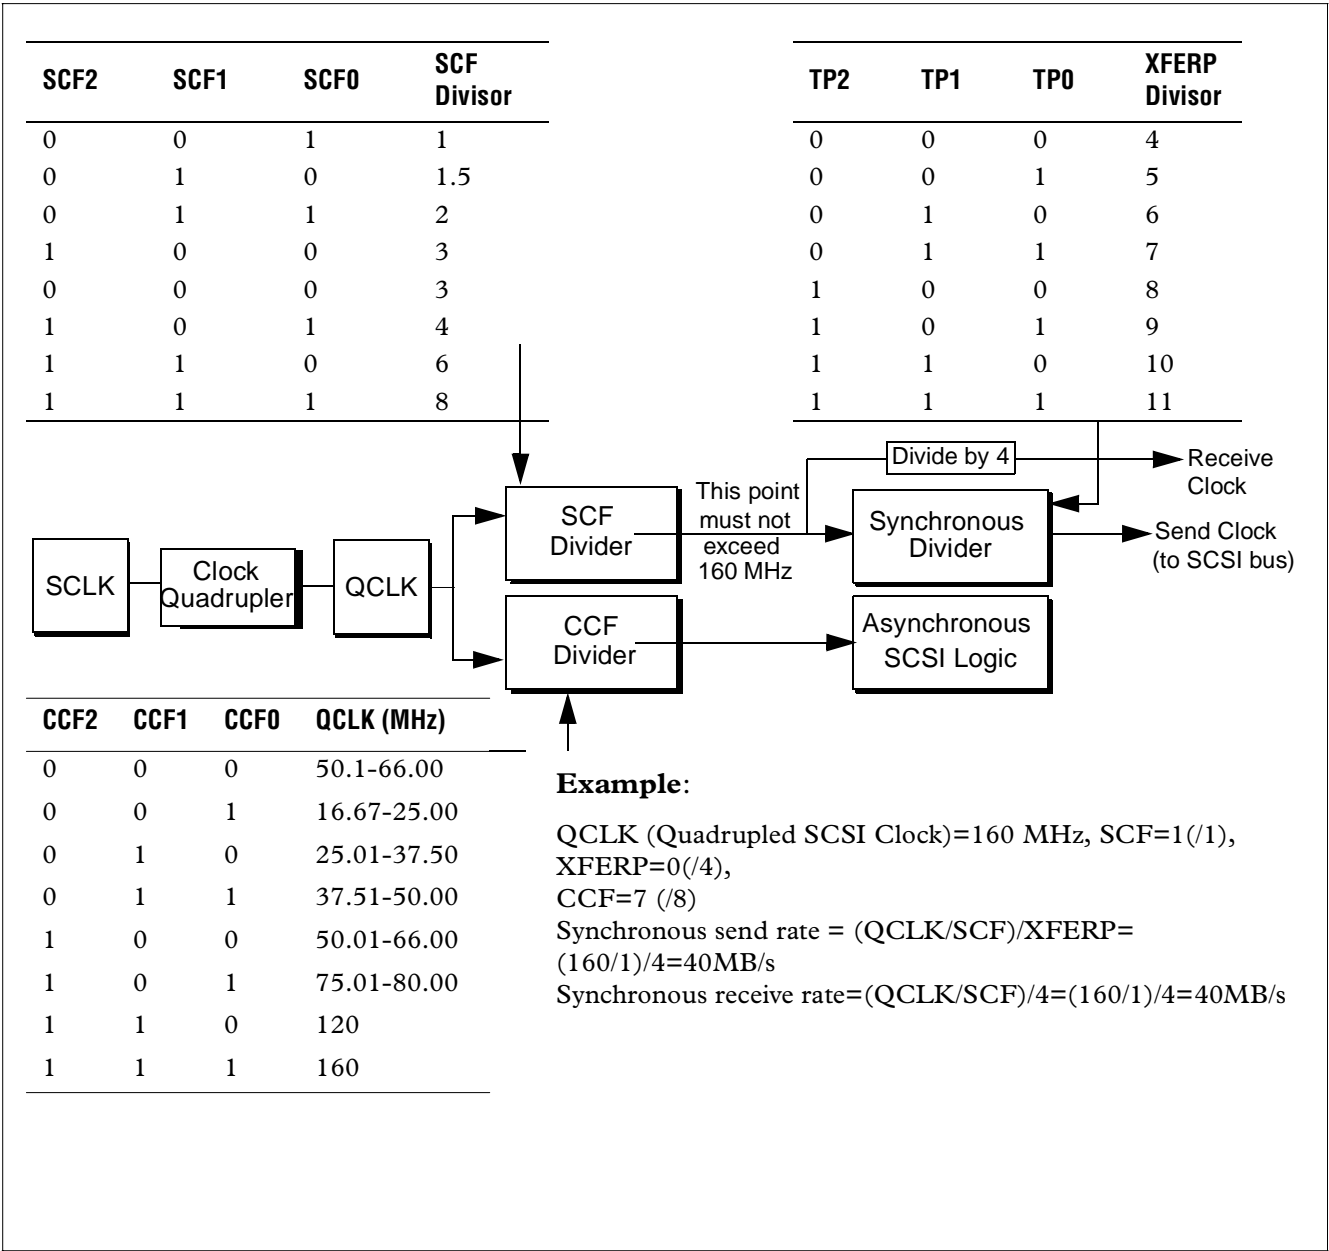 SCF2 SCF1 SCF0 SCF Divisor
0 0 1 1
0 1 0 1.5
0 1 1 2
1 0 0 3
0 0 0 3
1 0 1 4
1 1 0 6
1 1 1 8
TP2 TP1 TP0 XFERP Divisor
0 0 0 4
0 0 1 5
0 1 0 6
0 1 1 7
1 0 0 8
1 0 1 9
1 1 0 10
1 1 1 11
Divide by 4
Receive
Clock
This point
must not
exceed
160 MHz
SCF
Divider
Synchronous
Divider
Send Clock
(to SCSI bus)
SCLK
Clock
Quadrupler
QCLK
CCF
Divider
Asynchronous
SCSI Logic
CCF2 CCF1 CCF0 QCLK (MHz)
0 0 0 50.1-66.00
0 0 1 16.67-25.00
0 1 0 25.01-37.50
0 1 1 37.51-50.00
1 0 0 50.01-66.00
1 0 1 75.01-80.00
1 1 0 120
1 1 1 160
Example:
QCLK (Quadrupled SCSI Clock)=160 MHz, SCF=1(/1),
XFERP=0(/4),
CCF=7 (/8)
Synchronous send rate = (QCLK/SCF)/XFERP=
(160/1)/4=40MB/s
Synchronous receive rate=(QCLK/SCF)/4=(160/1)/4=40MB/s